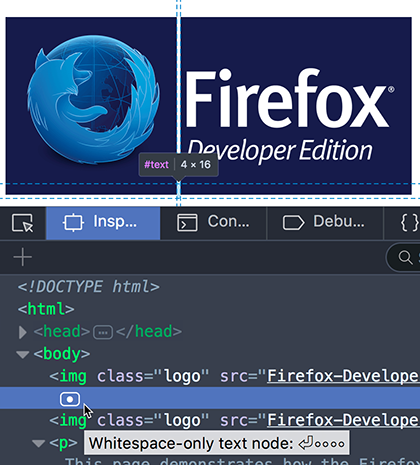 Firefox®
Developer Edition
#text | 4 × 16
Insp... Con... Debu... {}
+
<!DOCTYPE html>
<html>
<head> ... </head>
<body>
<img class="logo" src="Firefox-Develope
<img class="logo" src="Firefox-Develope
Whitespace-only text node: ⏎◦◦◦◦
<p>
This page demonstrates how the Firefo